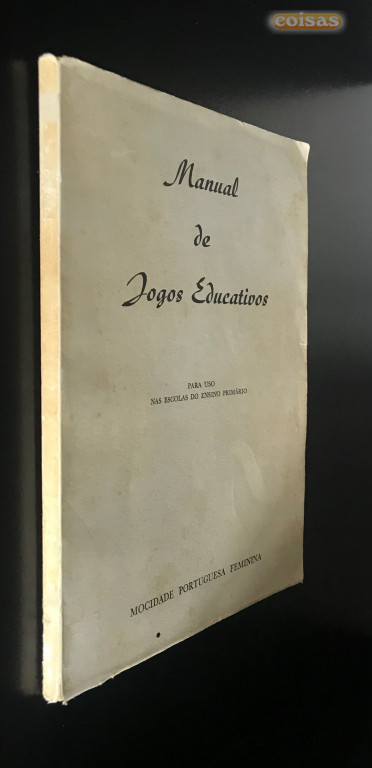 coisas
Manual
de
Jogos Educativos
PARA USO
NAS ESCOLAS DO ENSINO PRIMÁRIO
MOCIDADE PORTUGUESA FEMININA